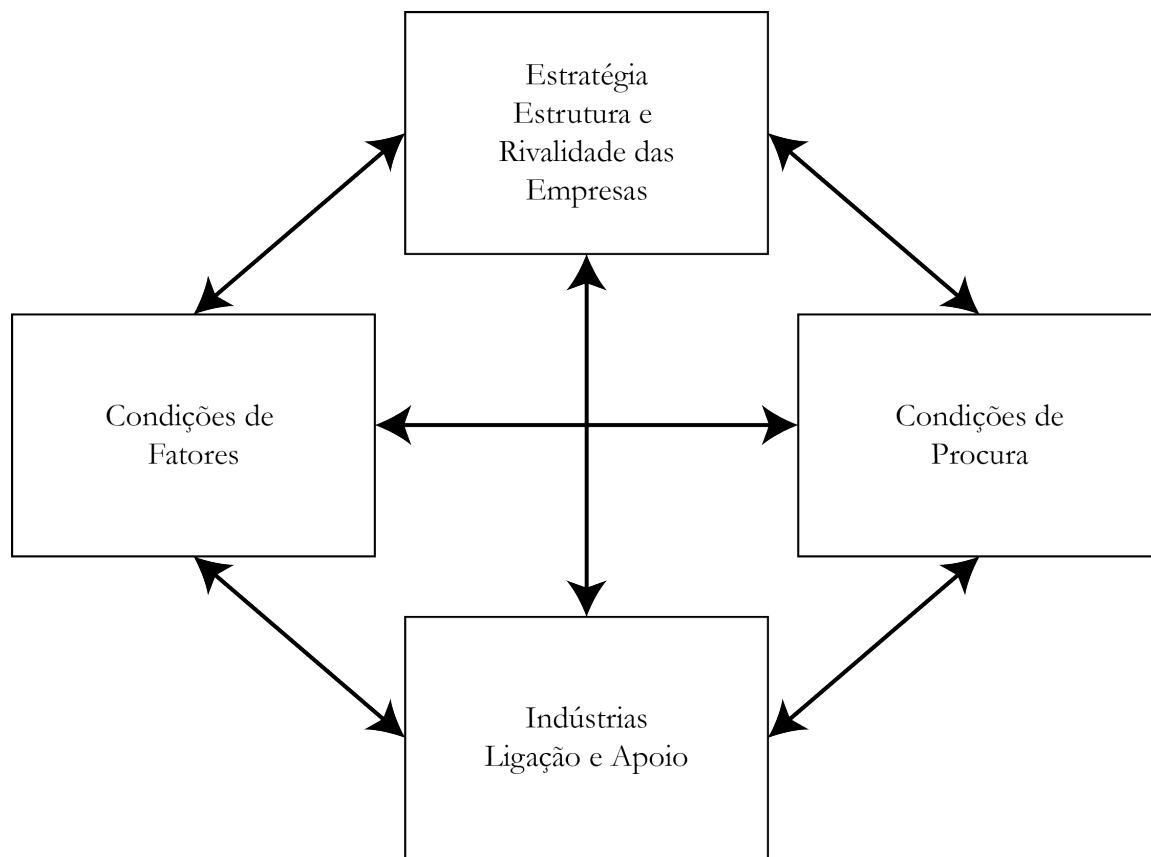 Estratégia
Estrutura e
Rivalidade das
Empresas
Condições de
Fatores
Condições de
Procura
Indústrias
Ligação e Apoio